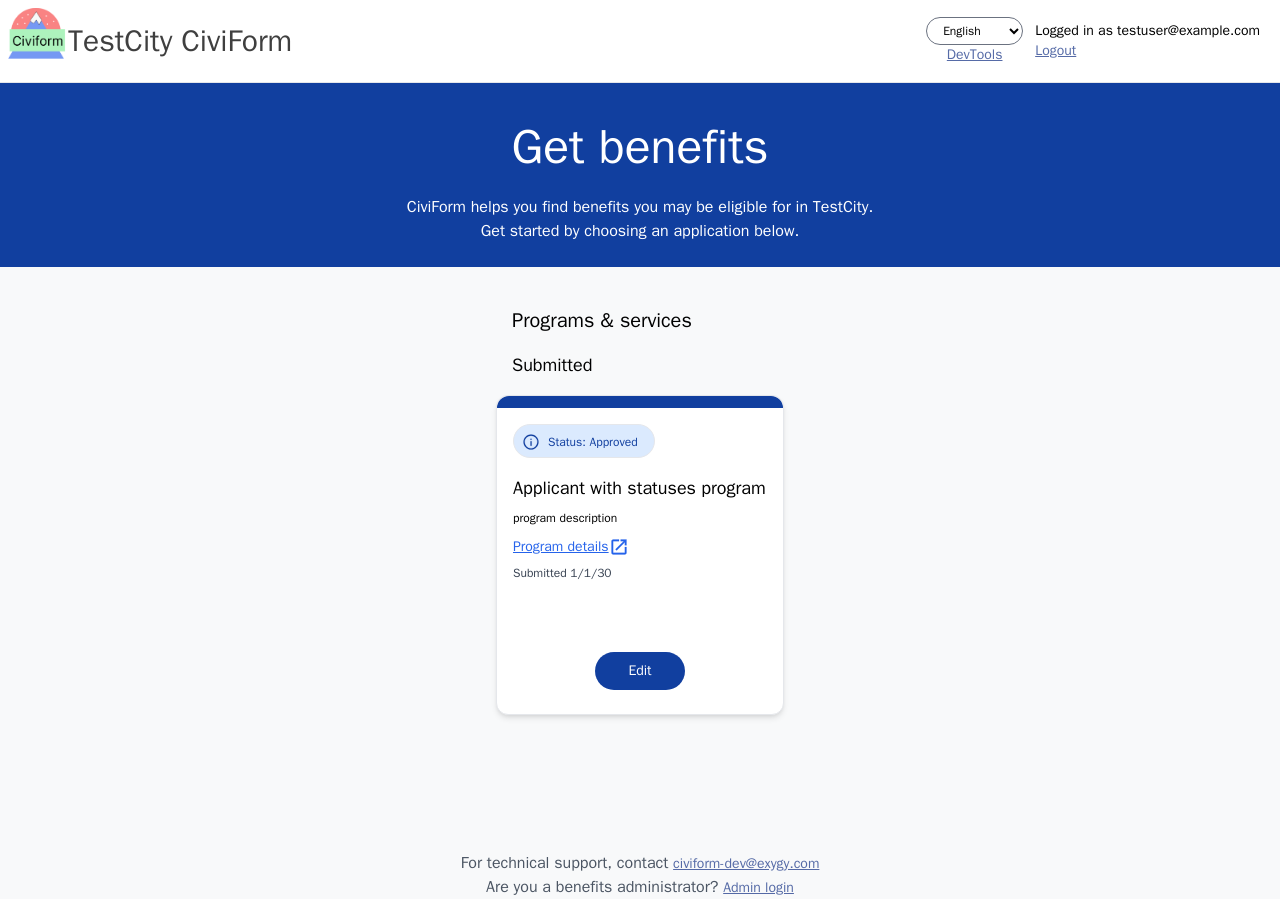 Civiform
TestCity CiviForm
English
DevTools
Logged in as testuser@example.com
Logout
Get benefits
CiviForm helps you find benefits you may be eligible for in TestCity.
Get started by choosing an application below.
Programs & services
Submitted
Status: Approved
Applicant with statuses program
program description
Program details
Submitted 1/1/30
Edit
For technical support, contact civiform-dev@exygy.com
Are you a benefits administrator? Admin login